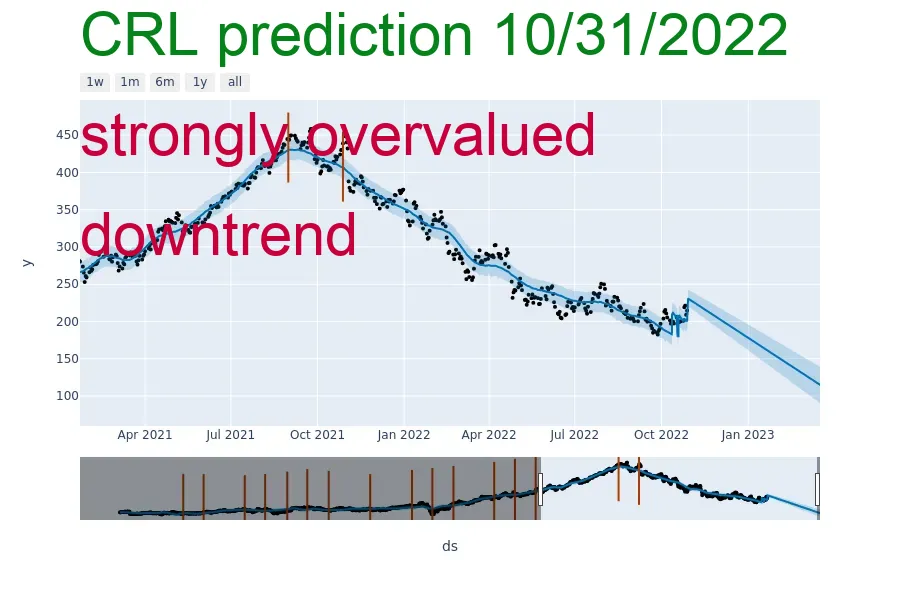 CRL prediction 10/31/2022
1w 1m 6m 1y all
strongly overvalued
downtrend
y
450
400
350
300
250
200
150
100
Apr 2021 Jul 2021 Oct 2021 Jan 2022 Apr 2022 Jul 2022 Oct 2022 Jan 2023
ds